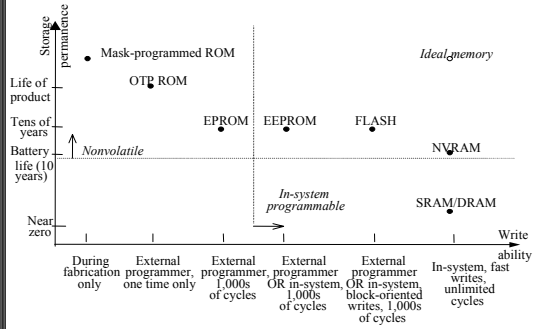 Storage
permanence
Mask-programmed ROM
Ideal memory
OTP ROM
Life of
product
EPROM
EEPROM
FLASH
Tens of
years
NVRAM
Battery
life (10
years)
Nonvolatile
In-system
programmable
SRAM/DRAM
Near
zero
Write
ability
During
fabrication
only
External
programmer,
one time only
External
programmer,
1,000s
of cycles
External
programmer
OR in-system,
1,000s
of cycles
External
programmer
OR in-system,
block-oriented
writes, 1,000s
of cycles
In-system, fast
writes,
unlimited
cycles